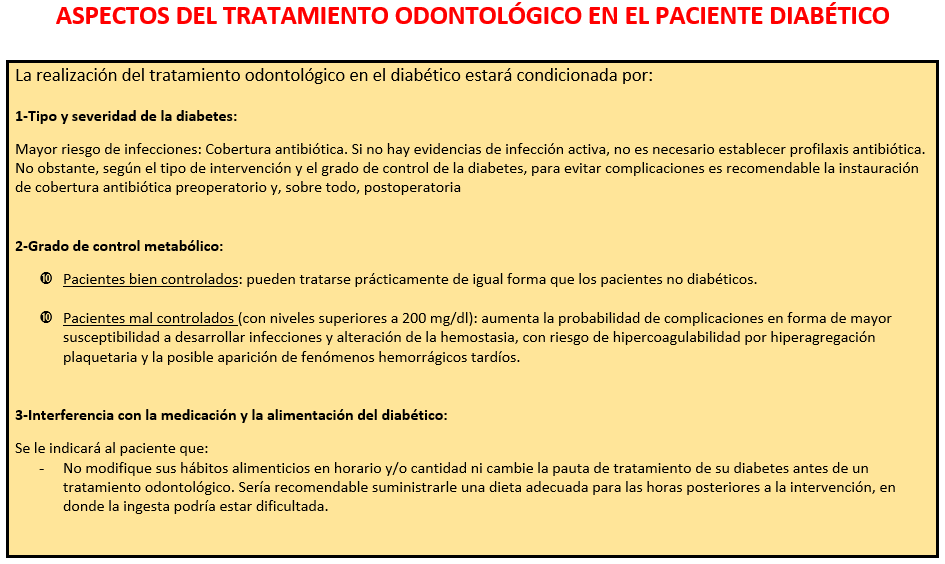 ASPECTOS DEL TRATAMIENTO ODONTOLÓGICO EN EL PACIENTE DIABÉTICO
La realización del tratamiento odontológico en el diabético estará condicionada por:
1-Tipo y severidad de la diabetes:
Mayor riesgo de infecciones: Cobertura antibiótica. Si no hay evidencias de infección activa, no es necesario establecer profilaxis antibiótica.
No obstante, según el tipo de intervención y el grado de control de la diabetes, para evitar complicaciones es recomendable la instauración
de cobertura antibiótica preoperatorio y, sobre todo, postoperatoria
2-Grado de control metabólico:
❿ Pacientes bien controlados: pueden tratarse prácticamente de igual forma que los pacientes no diabéticos.
❿ Pacientes mal controlados (con niveles superiores a 200 mg/dl): aumenta la probabilidad de complicaciones en forma de mayor
susceptibilidad a desarrollar infecciones y alteración de la hemostasia, con riesgo de hipercoagulabilidad por hiperagregación
plaquetaria y la posible aparición de fenómenos hemorrágicos tardíos.
3-Interferencia con la medicación y la alimentación del diabético:
Se le indicará al paciente que:
- No modifique sus hábitos alimenticios en horario y/o cantidad ni cambie la pauta de tratamiento de su diabetes antes de un
tratamiento odontológico. Sería recomendable suministrarle una dieta adecuada para las horas posteriores a la intervención, en
donde la ingesta podría estar dificultada.